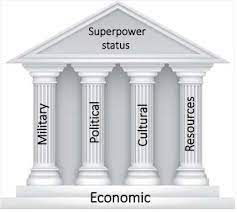 Superpower
status
Military
Political
Cultural
Resources
Economic